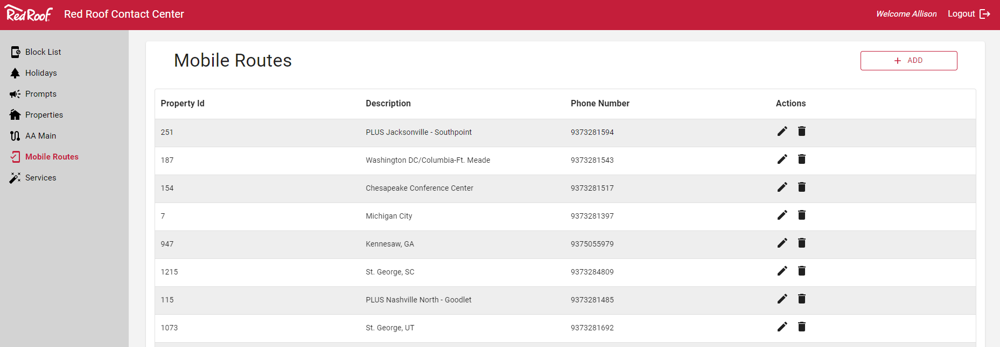 RedRoof
Red Roof Contact Center
Welcome Allison
Logout
Block List
Holidays
Prompts
Properties
AA Main
Mobile Routes
Services
Mobile Routes
+ ADD
Property Id Description Phone Number Actions
251 PLUS Jacksonville - Southpoint 9373281594
187 Washington DC/Columbia-Ft. Meade 9373281543
154 Chesapeake Conference Center 9373281517
7 Michigan City 9373281397
947 Kennesaw, GA 9375055979
1215 St. George, SC 9373284809
115 PLUS Nashville North - Goodlet 9373281485
1073 St. George, UT 9373281692